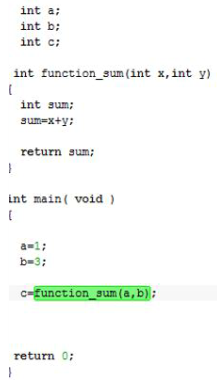 int a;
int b;
int c;
int function_sum(int x,int y)
{
int sum;
sum=x+y;
return sum;
}
int main( void )
{
a=1;
b=3;
c=function_sum(a,b);
return 0;
}